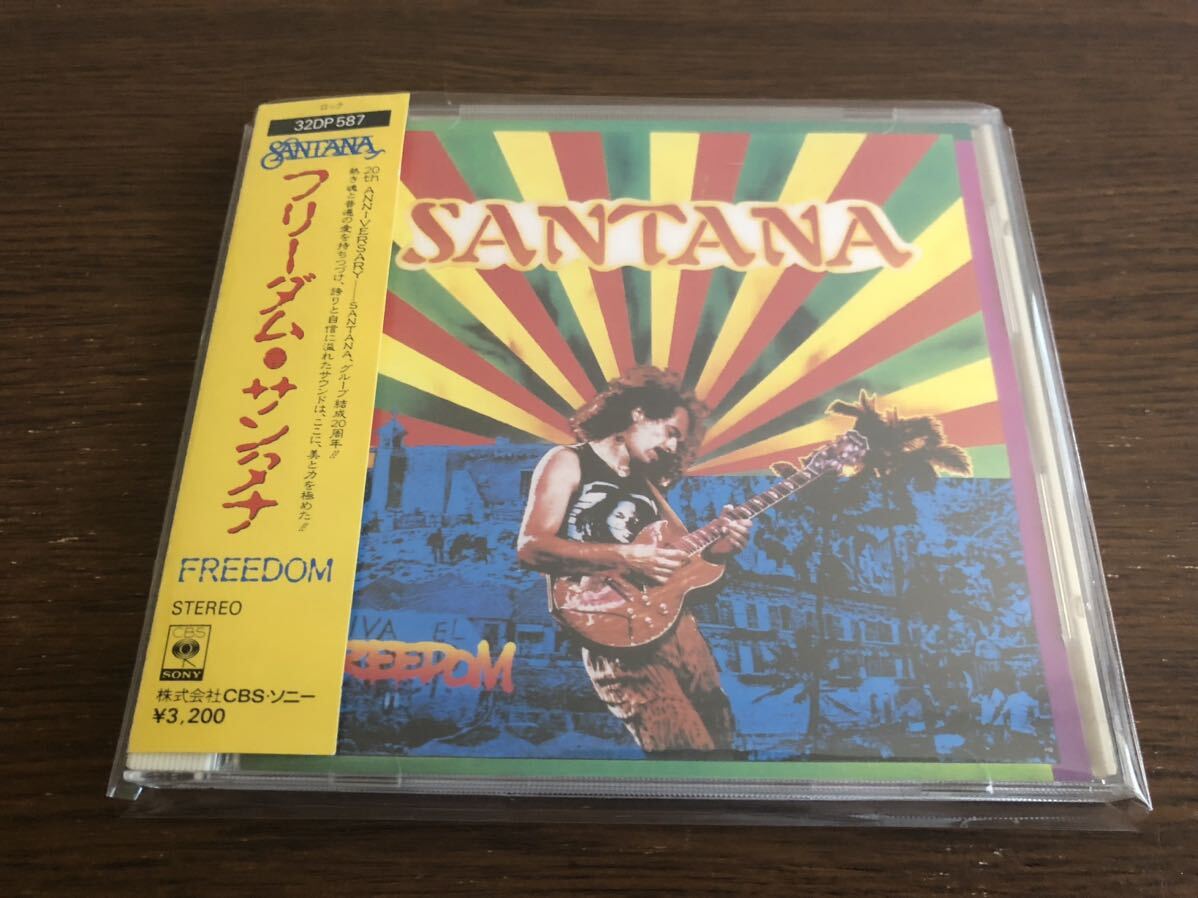 ロック
32DP 587
SANTANA
フリーダム●サンタナ
20th ANNIVERSARY——SANTANA、グループ結成20周年!!
熱き魂と普遍の愛を持ちつづけ、誇りと自信に溢れたサウンドは、ここに、美と力を極めた!!
FREEDOM
STEREO
CBS
SONY
株式会社CBS・ソニー
¥3,200
SANTANA
IVA EL
REEDOM